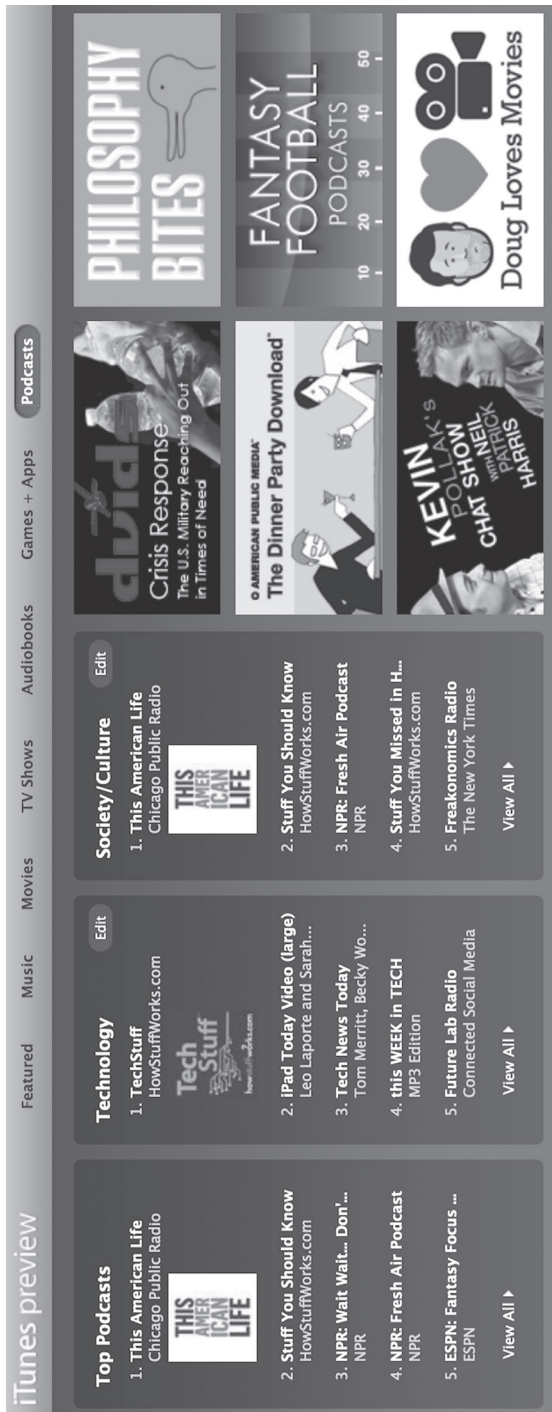 iTunes preview
Featured Music Movies TV Shows Audiobooks Games + Apps Podcasts
Top Podcasts
1. This American Life
Chicago Public Radio
THIS
AMER
ICAN
LIFE
2. Stuff You Should Know
HowStuffWorks.com
3. NPR: Wait Wait... Don'...
NPR
4. NPR: Fresh Air Podcast
NPR
5. ESPN: Fantasy Focus ...
ESPN
View All
Technology
Edit
1. TechStuff
HowStuffWorks.com
Tech
Stuff
howstuffworks.com
2. iPad Today Video (large)
Leo Laporte and Sarah...
3. Tech News Today
Tom Merritt, Becky Wo...
4. this WEEK in TECH
MP3 Edition
5. Future Lab Radio
Connected Social Media
View All
Society/Culture
Edit
1. This American Life
Chicago Public Radio
THIS
AMER
ICAN
LIFE
2. Stuff You Should Know
HowStuffWorks.com
3. NPR: Fresh Air Podcast
NPR
4. Stuff You Missed in H...
HowStuffWorks.com
5. Freakonomics Radio
The New York Times
View All
dvids
Crisis Response
The U.S. Military Reaching Out
in Times of Need
PHILOSOPHY
BITES
AMERICAN PUBLIC MEDIA™
The Dinner Party Download™
FANTASY
FOOTBALL
PODCASTS
10 20 30 40 50
KEVIN
POLLAK'S
CHAT SHOW
WITH NEIL
PATRICK
HARRIS
Doug Loves Movies